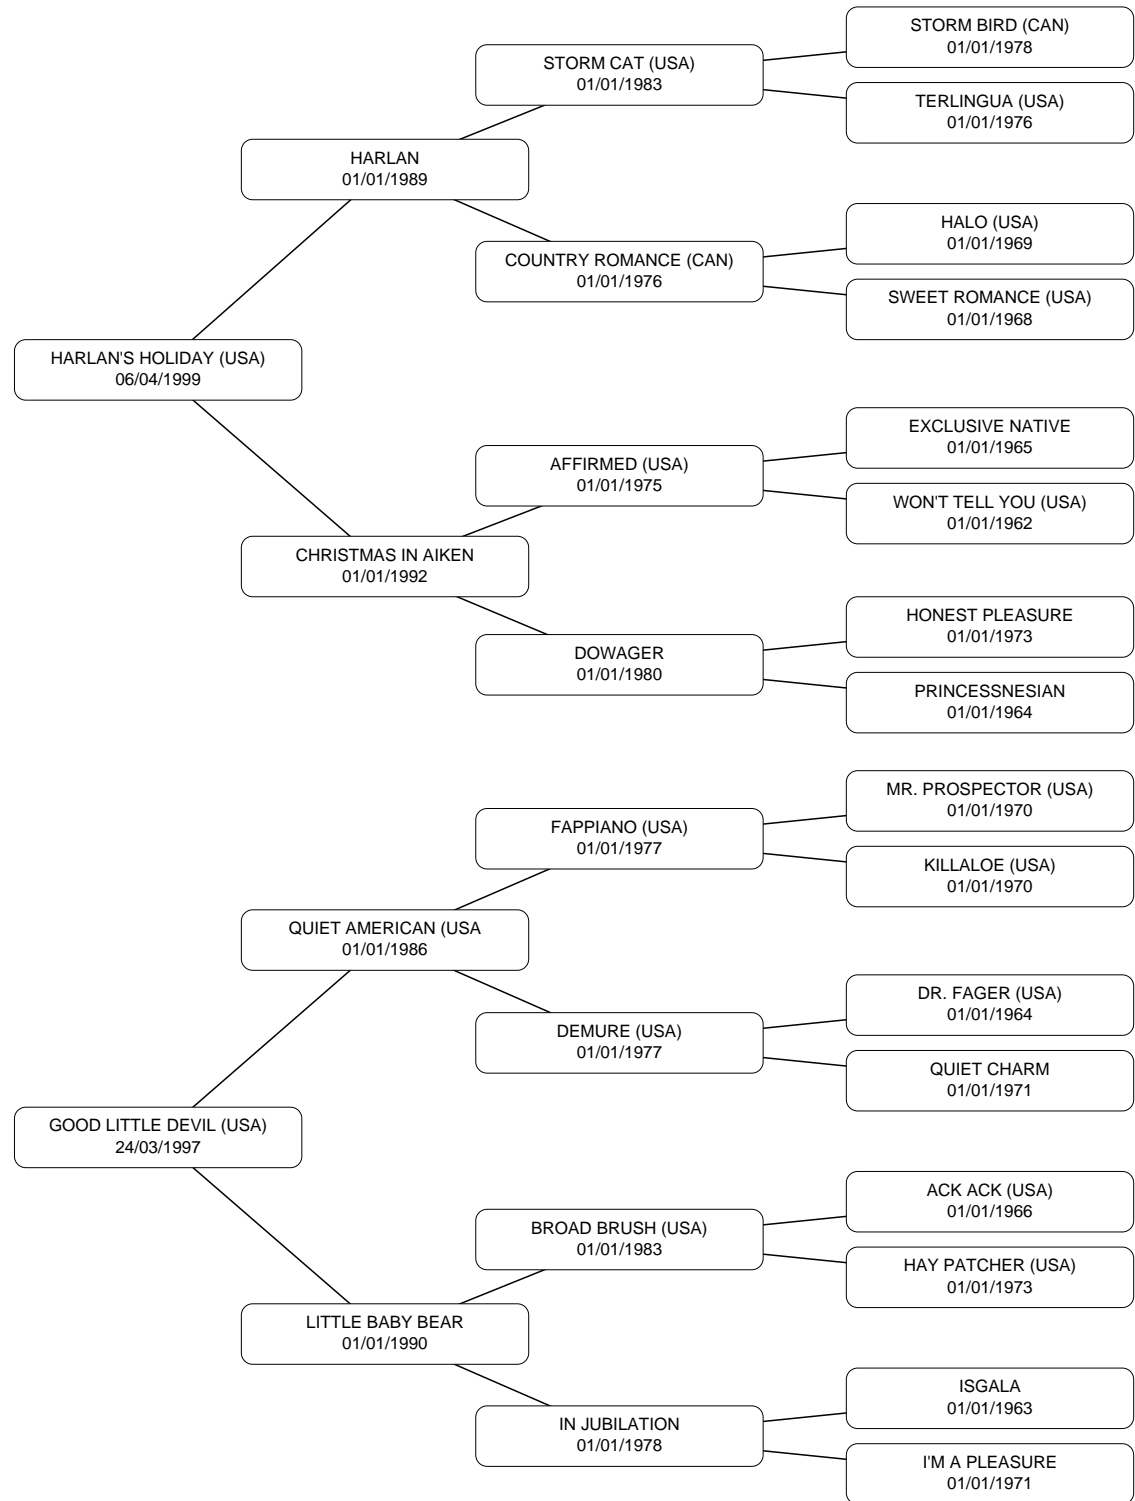 STORM BIRD (CAN)
01/01/1978
STORM CAT (USA)
01/01/1983
TERLINGUA (USA)
01/01/1976
HARLAN
01/01/1989
HALO (USA)
01/01/1969
COUNTRY ROMANCE (CAN)
01/01/1976
SWEET ROMANCE (USA)
01/01/1968
HARLAN'S HOLIDAY (USA)
06/04/1999
EXCLUSIVE NATIVE
01/01/1965
AFFIRMED (USA)
01/01/1975
WON'T TELL YOU (USA)
01/01/1962
CHRISTMAS IN AIKEN
01/01/1992
HONEST PLEASURE
01/01/1973
DOWAGER
01/01/1980
PRINCESSNESIAN
01/01/1964
MR. PROSPECTOR (USA)
01/01/1970
FAPPIANO (USA)
01/01/1977
KILLALOE (USA)
01/01/1970
QUIET AMERICAN (USA
01/01/1986
DR. FAGER (USA)
01/01/1964
DEMURE (USA)
01/01/1977
QUIET CHARM
01/01/1971
GOOD LITTLE DEVIL (USA)
24/03/1997
ACK ACK (USA)
01/01/1966
BROAD BRUSH (USA)
01/01/1983
HAY PATCHER (USA)
01/01/1973
LITTLE BABY BEAR
01/01/1990
ISGALA
01/01/1963
IN JUBILATION
01/01/1978
I'M A PLEASURE
01/01/1971